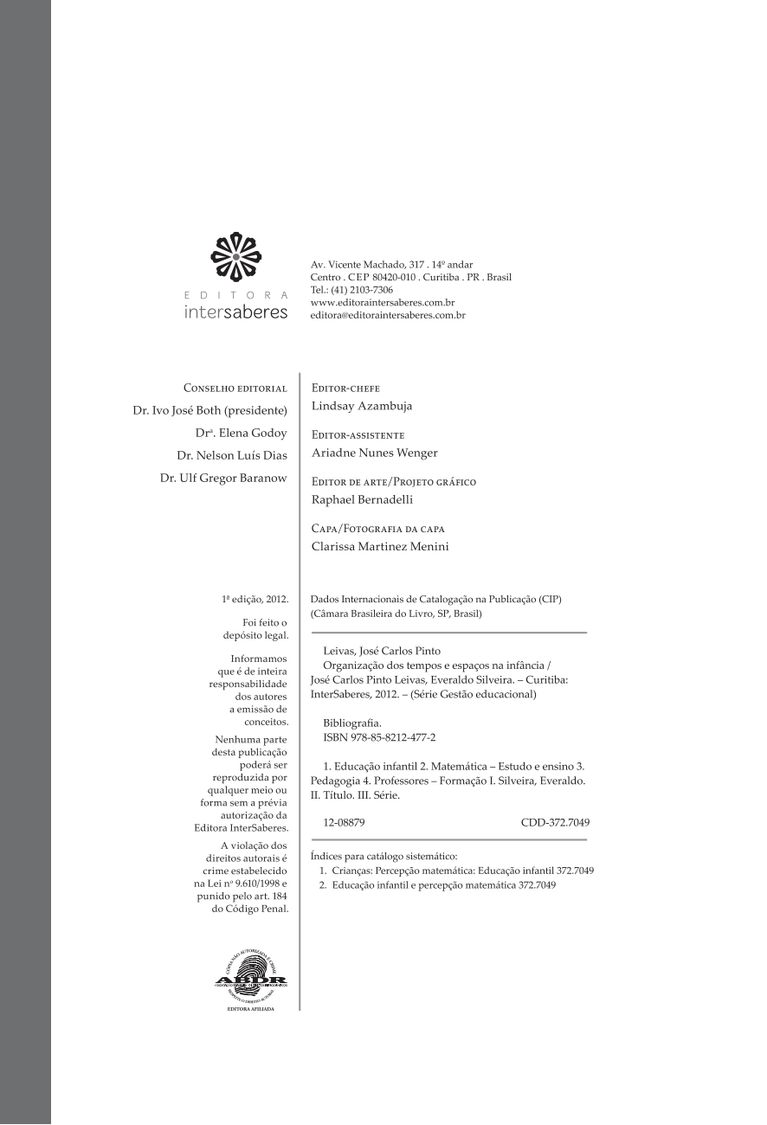 EDITORA
intersaberes
Av. Vicente Machado, 317 . 14º andar
Centro . CEP 80420-010 . Curitiba . PR . Brasil
Tel.: (41) 2103-7306
www.editoraintersaberes.com.br
editora@editoraintersaberes.com.br
Conselho editorial
Dr. Ivo José Both (presidente)
Drª. Elena Godoy
Dr. Nelson Luís Dias
Dr. Ulf Gregor Baranow
Editor-chefe
Lindsay Azambuja
Editor-assistente
Ariadne Nunes Wenger
Editor de arte/Projeto gráfico
Raphael Bernadelli
Capa/Fotografia da capa
Clarissa Martinez Menini
1ª edição, 2012.
Foi feito o
depósito legal.
Informamos
que é de inteira
responsabilidade
dos autores
a emissão de
conceitos.
Nenhuma parte
desta publicação
poderá ser
reproduzida por
qualquer meio ou
forma sem a prévia
autorização da
Editora InterSaberes.
A violação dos
direitos autorais é
crime estabelecido
na Lei nº 9.610/1998 e
punido pelo art. 184
do Código Penal.
ABDR
EDITORA AFILIADA
Dados Internacionais de Catalogação na Publicação (CIP)
(Câmara Brasileira do Livro, SP, Brasil)
Leivas, José Carlos Pinto
Organização dos tempos e espaços na infância /
José Carlos Pinto Leivas, Everaldo Silveira. – Curitiba:
InterSaberes, 2012. – (Série Gestão educacional)
Bibliografia.
ISBN 978-85-8212-477-2
1. Educação infantil 2. Matemática – Estudo e ensino 3.
Pedagogia 4. Professores – Formação I. Silveira, Everaldo.
II. Título. III. Série.
12-08879 CDD-372.7049
Índices para catálogo sistemático:
1. Crianças: Percepção matemática: Educação infantil 372.7049
2. Educação infantil e percepção matemática 372.7049